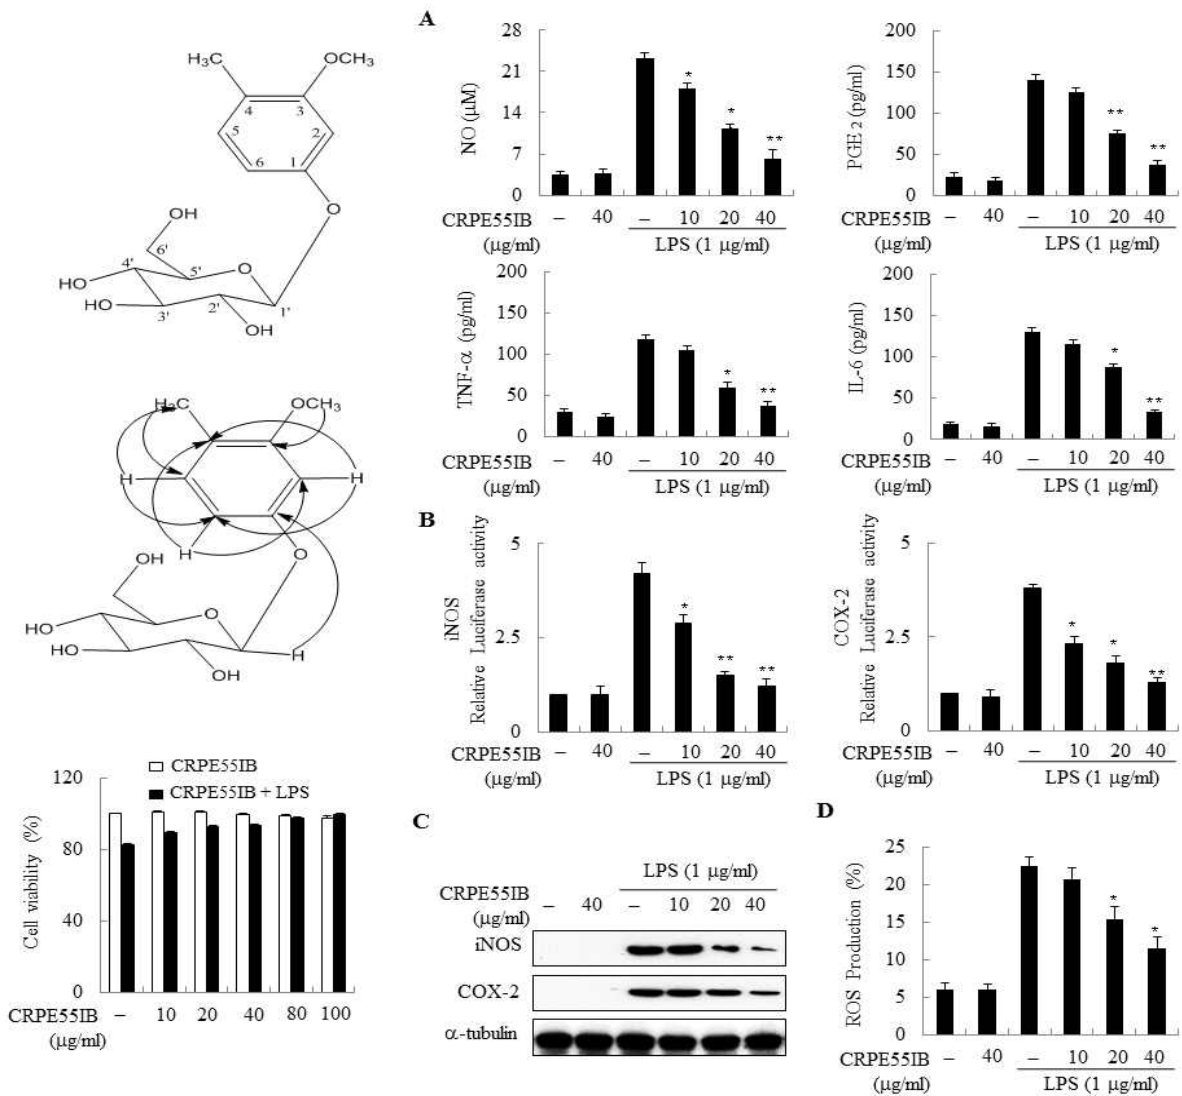 H₃C
OCH₃
4
3
5
2
6
1
O
OH
6'
4'
5'
O
HO
HO
3'
2'
OH
1'
H₃C
OCH₃
H
H
H
O
OH
O
HO
HO
H
OH
CRPE55IB
CRPE55IB + LPS
Cell viability (%)
120
80
40
0
CRPE55IB
(μg/ml)
– 10 20 40 80 100
A
NO (μM)
28
21
14
7
0
*
*
**
CRPE55IB
(μg/ml)
– 40 – 10 20 40
LPS (1 μg/ml)
PGE 2 (pg/ml)
200
150
100
50
0
**
**
– 40 – 10 20 40
LPS (1 μg/ml)
TNF-α (pg/ml)
200
150
100
50
0
*
**
CRPE55IB
(μg/ml)
– 40 – 10 20 40
LPS (1 μg/ml)
IL-6 (pg/ml)
200
150
100
50
0
*
**
CRPE55IB
(μg/ml)
– 40 – 10 20 40
LPS (1 μg/ml)
B
iNOS
Relative Luciferase activity
5
2.5
0
*
**
**
CRPE55IB
(μg/ml)
– 40 – 10 20 40
LPS (1 μg/ml)
COX-2
Relative Luciferase activity
5
2.5
0
*
*
**
CRPE55IB
(μg/ml)
– 40 – 10 20 40
LPS (1 μg/ml)
C
LPS (1 μg/ml)
CRPE55IB
(μg/ml)
– 40 – 10 20 40
iNOS
COX-2
α-tubulin
D
ROS Production (%)
25
20
15
10
5
0
*
*
CRPE55IB
(μg/ml)
– 40 – 10 20 40
LPS (1 μg/ml)